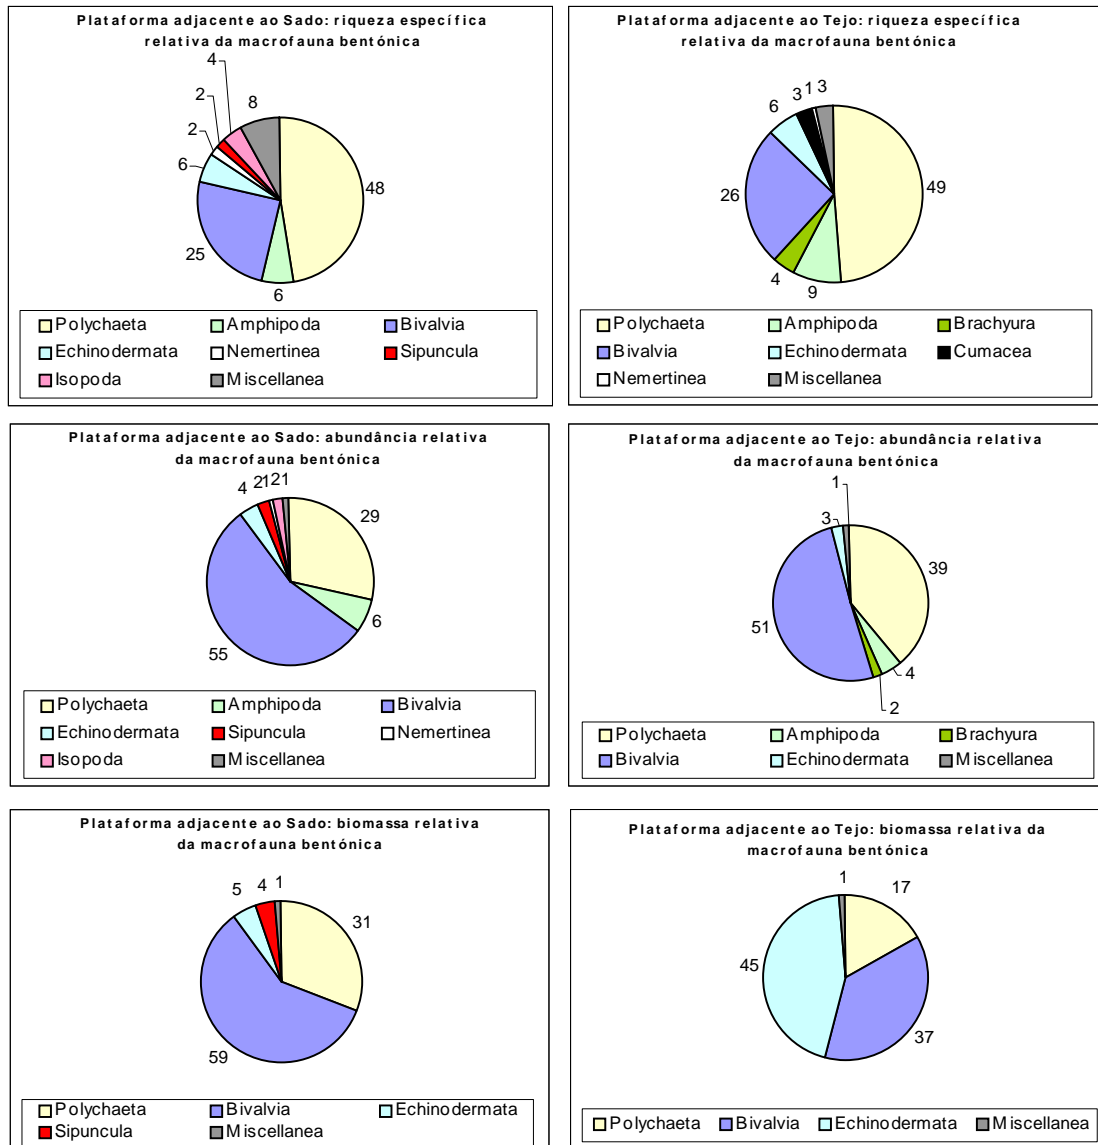 Plataforma adjacente ao Sado: riqueza específica
relativa da macrofauna bentónica
4
8
2
2
6
48
25
6
Polychaeta Amphipoda Bivalvia
Echinodermata Nemertinea Sipuncula
Isopoda Miscellanea
Plataforma adjacente ao Tejo: riqueza específica
relativa da macrofauna bentónica
3 1 3
6
49
26
4
9
Polychaeta Amphipoda Brachyura
Bivalvia Echinodermata Cumacea
Nemertinea Miscellanea
Plataforma adjacente ao Sado: abundância relativa
da macrofauna bentónica
4 2 1 2 1
29
6
55
Polychaeta Amphipoda Bivalvia
Echinodermata Sipuncula Nemertinea
Isopoda Miscellanea
Plataforma adjacente ao Tejo: abundância relativa
da macrofauna bentónica
1
3
39
51
4
2
Polychaeta Amphipoda Brachyura
Bivalvia Echinodermata Miscellanea
Plataforma adjacente ao Sado: biomassa relativa
da macrofauna bentónica
5 4 1
31
59
Polychaeta Bivalvia Echinodermata
Sipuncula Miscellanea
Plataforma adjacente ao Tejo: biomassa relativa da
macrofauna bentónica
1
17
45
37
Polychaeta Bivalvia Echinodermata Miscellanea